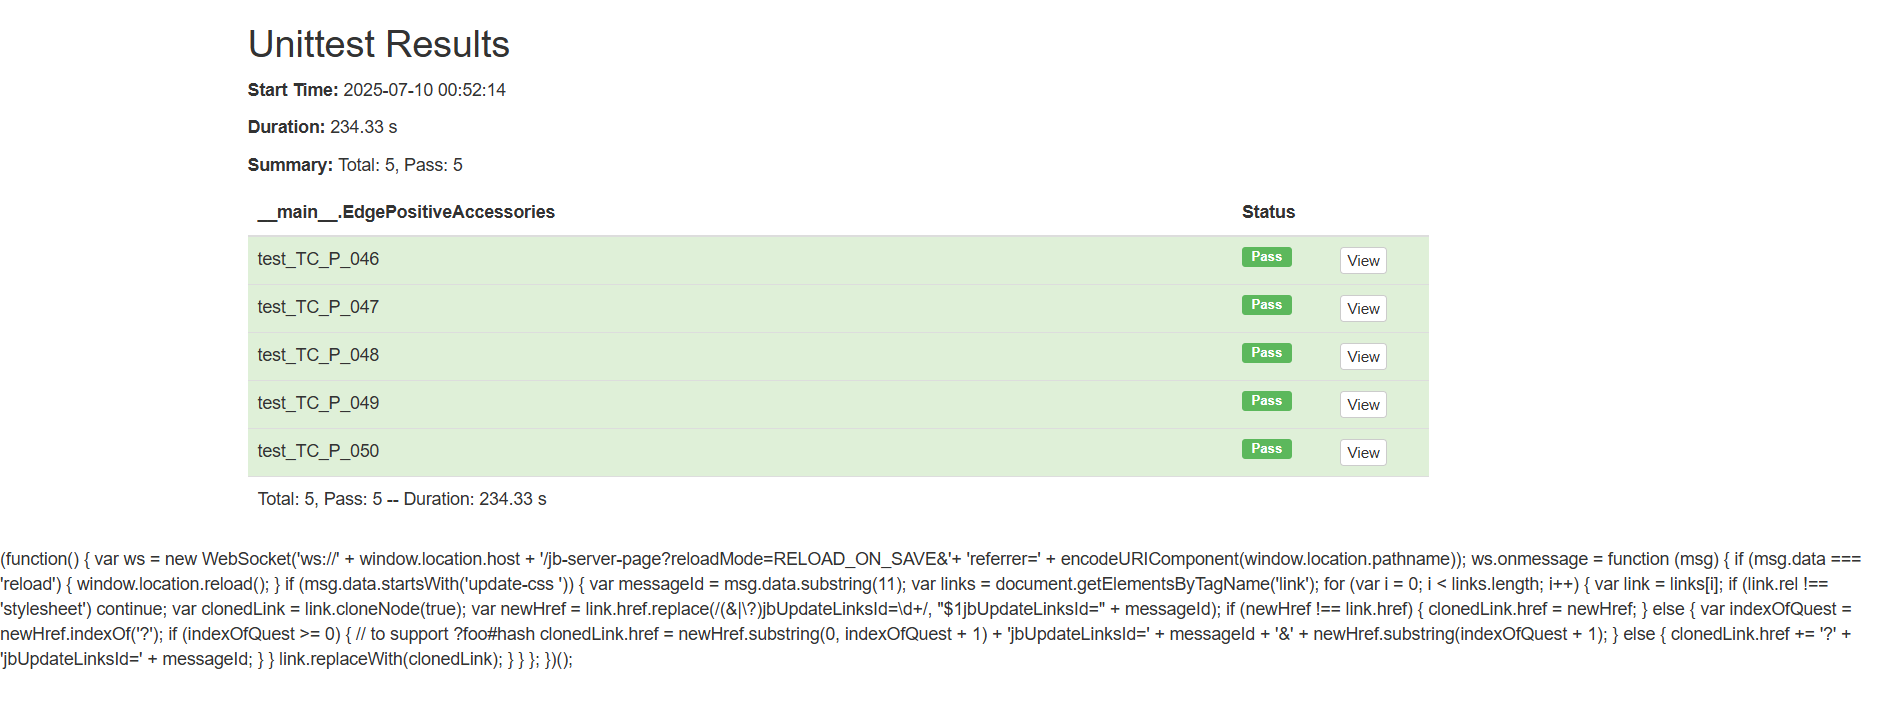 Unittest Results
Start Time: 2025-07-10 00:52:14
Duration: 234.33 s
Summary: Total: 5, Pass: 5
__main__.EdgePositiveAccessories Status
test_TC_P_046 Pass View
test_TC_P_047 Pass View
test_TC_P_048 Pass View
test_TC_P_049 Pass View
test_TC_P_050 Pass View
Total: 5, Pass: 5 -- Duration: 234.33 s
(function() { var ws = new WebSocket('ws://' + window.location.host + '/jb-server-page?reloadMode=RELOAD_ON_SAVE&'+ 'referrer=' + encodeURIComponent(window.location.pathname)); ws.onmessage = function (msg) { if (msg.data ===
'reload') { window.location.reload(); } if (msg.data.startsWith('update-css ')) { var messageId = msg.data.substring(11); var links = document.getElementsByTagName('link'); for (var i = 0; i < links.length; i++) { var link = links[i]; if (link.rel !==
'stylesheet') continue; var clonedLink = link.cloneNode(true); var newHref = link.href.replace(/(&|\?)jbUpdateLinksId=\d+/, "$1jbUpdateLinksId=" + messageId); if (newHref !== link.href) { clonedLink.href = newHref; } else { var indexOfQuest =
newHref.indexOf('?'); if (indexOfQuest >= 0) { // to support ?foo#hash clonedLink.href = newHref.substring(0, indexOfQuest + 1) + 'jbUpdateLinksId=' + messageId + '&' + newHref.substring(indexOfQuest + 1); } else { clonedLink.href += '?' +
'jbUpdateLinksId=' + messageId; } } link.replaceWith(clonedLink); } } }; })();